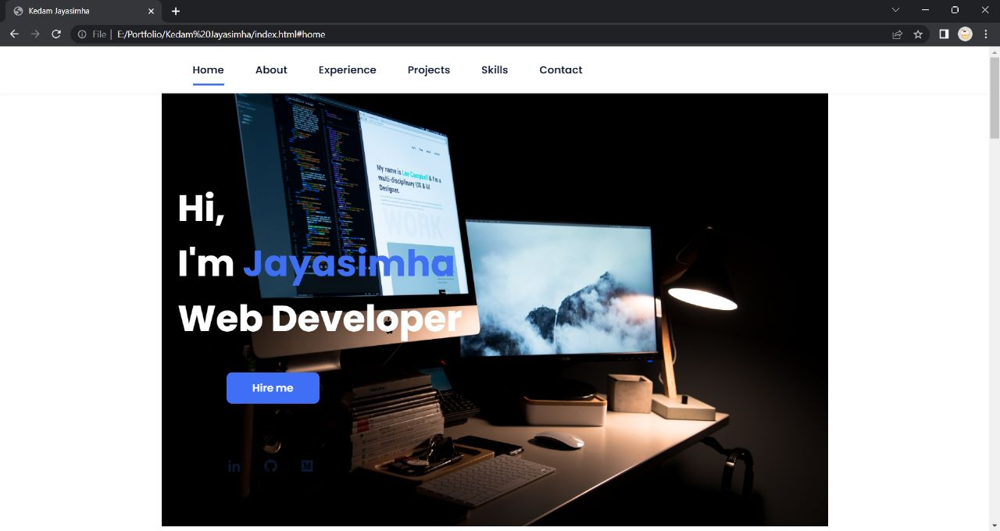 Kedam Jayasimha
File | E:/Portfolio/Kedam%20Jayasimha/index.html#home
Home About Experience Projects Skills Contact
My name is Lee Campbell & I'm a
multi-disciplinary UX & UI
Designer.
WORK
Hi,
I'm Jayasimha
Web Developer
Hire me
in